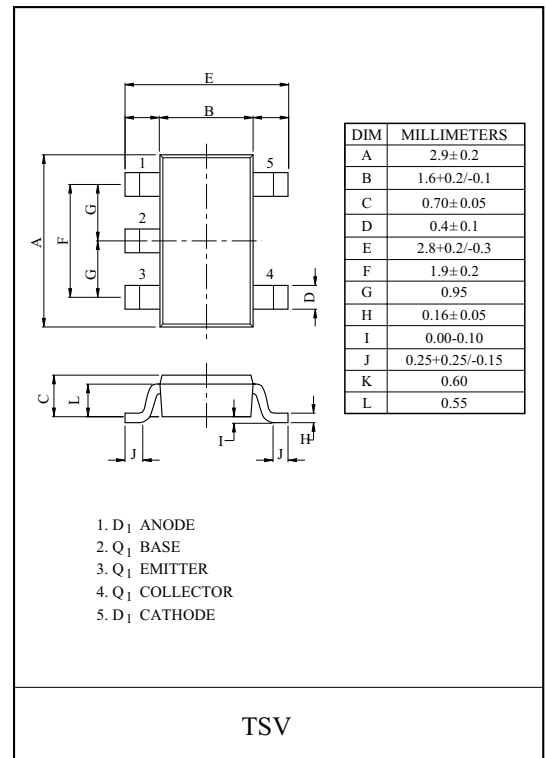 E
B
1
5
G
2
A
F
G
3
4
D
DIM MILLIMETERS
A 2.9±0.2
B 1.6+0.2/-0.1
C 0.70±0.05
D 0.4±0.1
E 2.8+0.2/-0.3
F 1.9±0.2
G 0.95
H 0.16±0.05
I 0.00-0.10
J 0.25+0.25/-0.15
K 0.60
L 0.55
C
L
I
H
J
J
1. D1 ANODE
2. Q1 BASE
3. Q1 EMITTER
4. Q1 COLLECTOR
5. D1 CATHODE
TSV